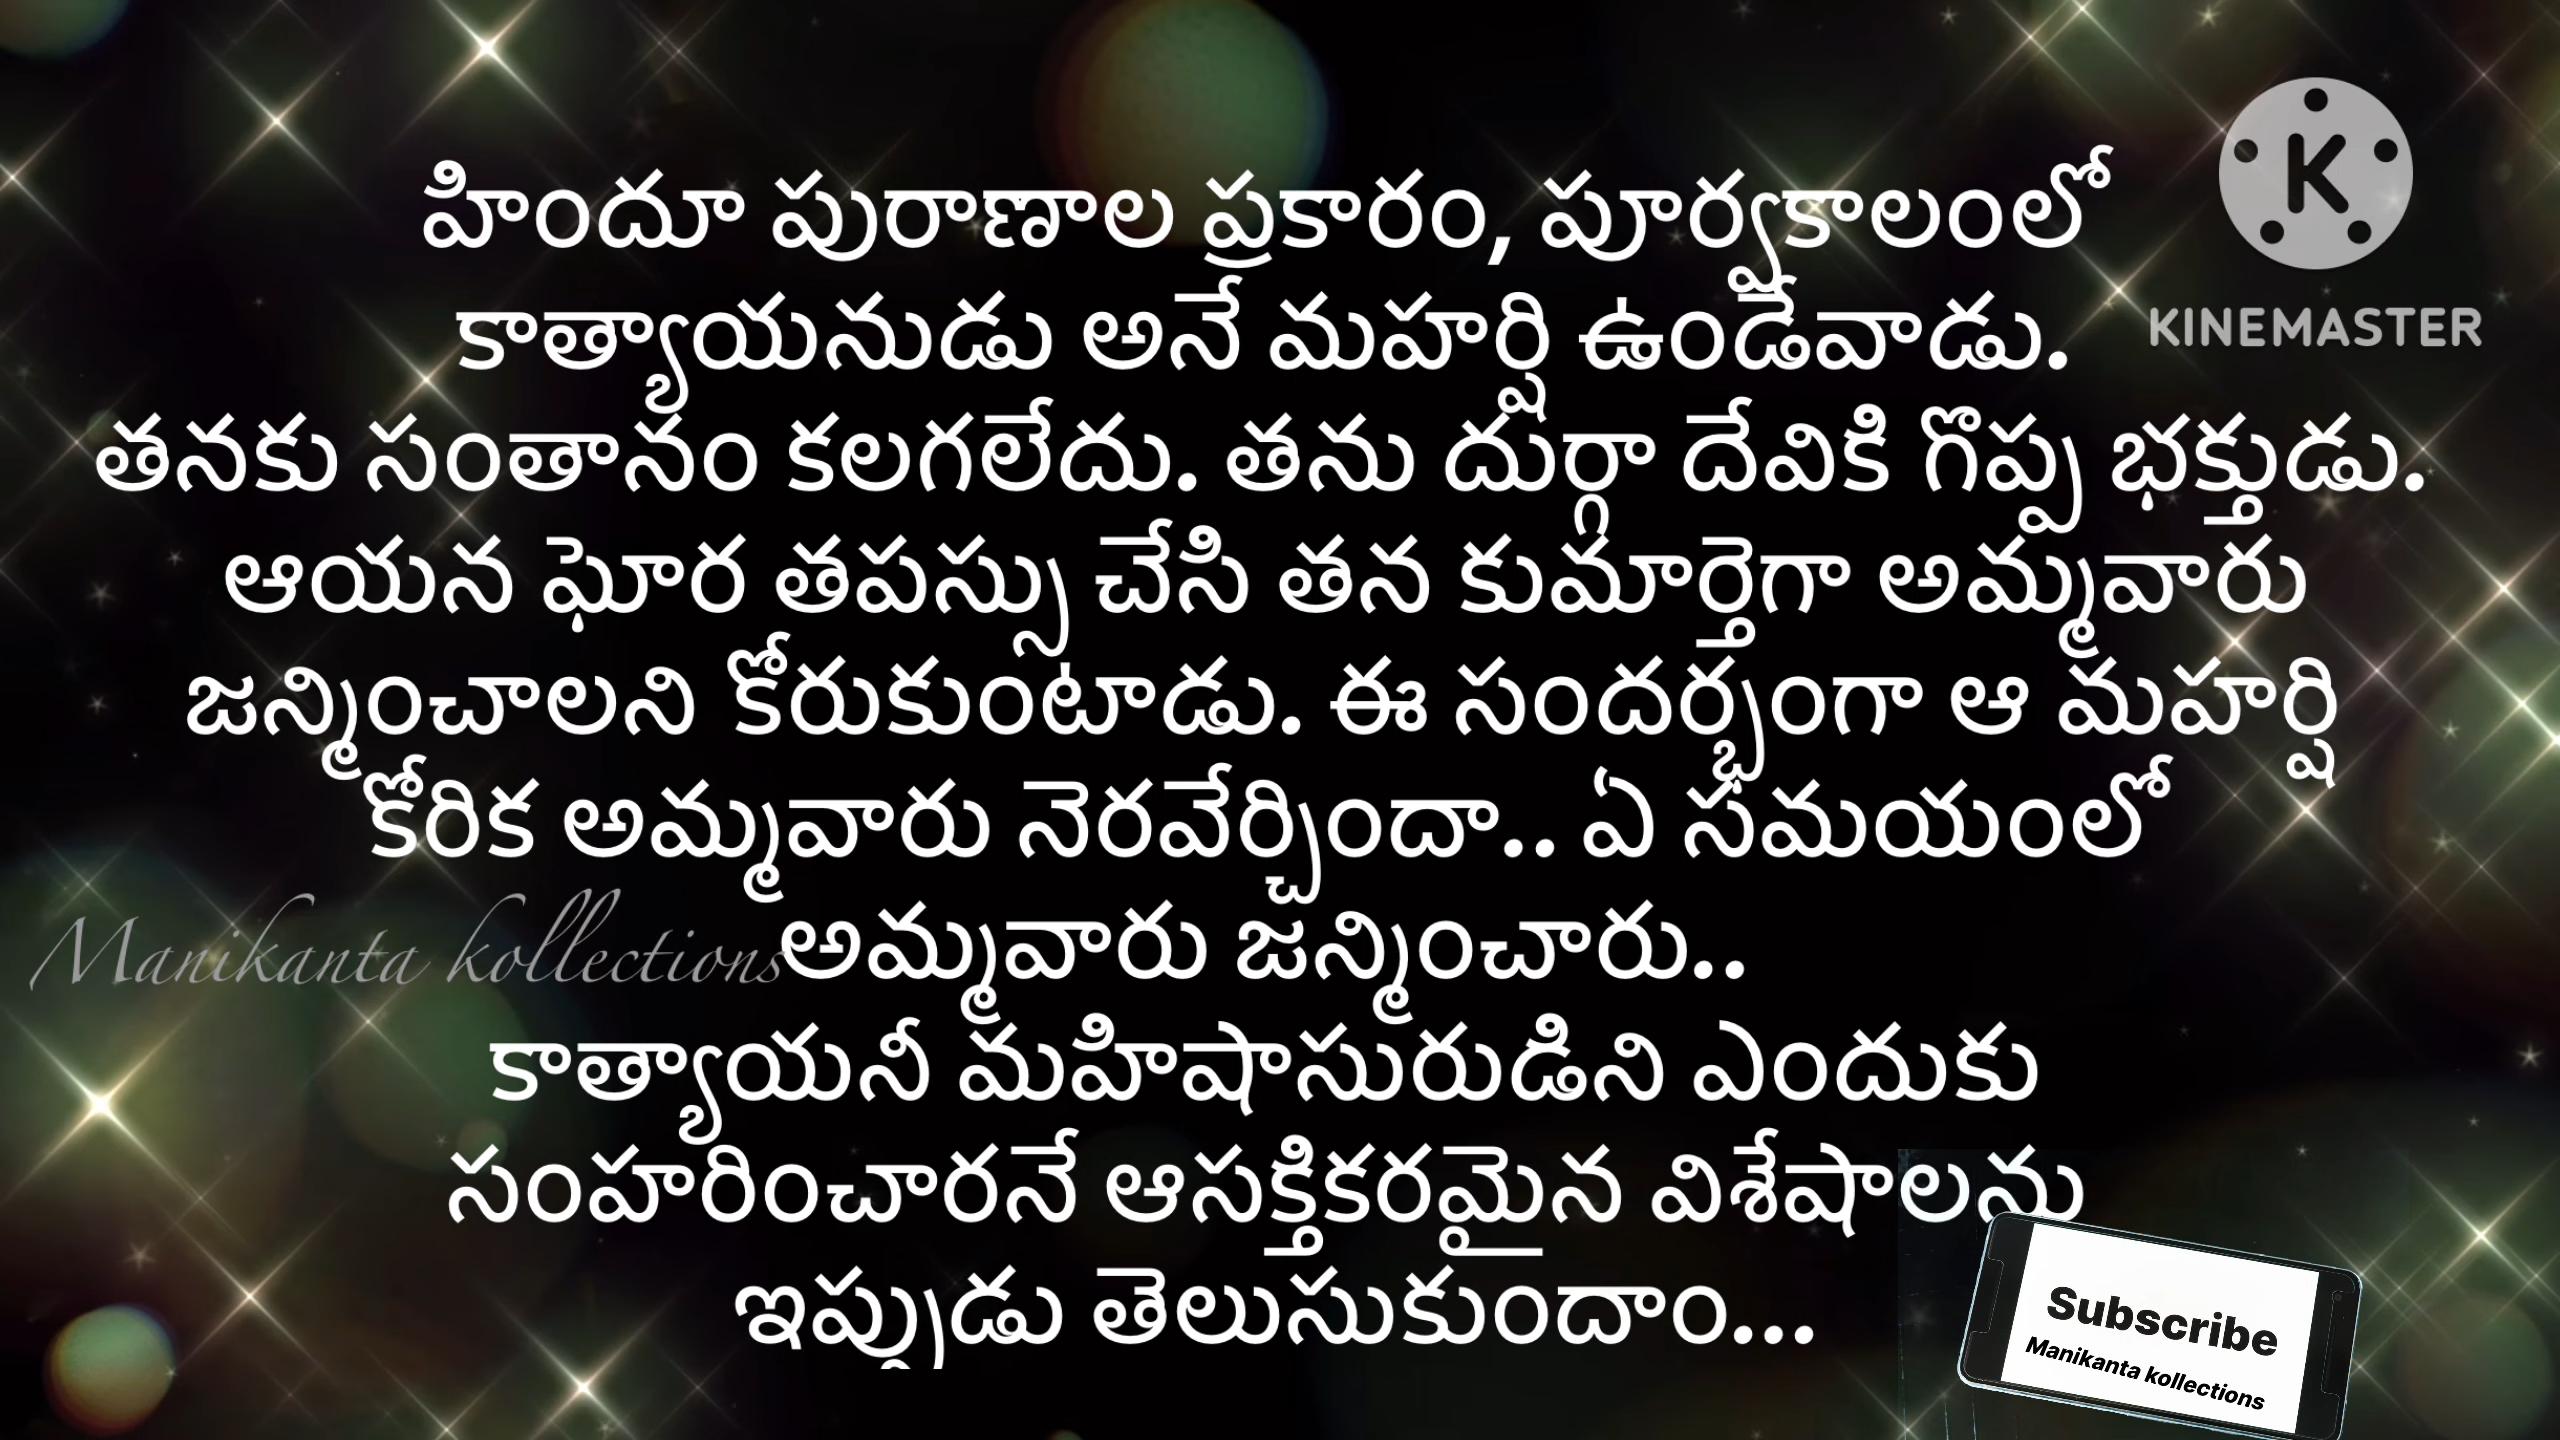 హిందూ పురాణాల ప్రకారం, పూర్వకాలంలో
కాత్యాయనుడు అనే మహర్షి ఉండేవాడు.
తనకు సంతానం కలగలేదు. తను దుర్గా దేవికి గొప్ప భక్తుడు.
ఆయన ఘోర తపస్సు చేసి తన కుమార్తెగా అమ్మవారు
జన్మించాలని కోరుకుంటాడు. ఈ సందర్భంగా ఆ మహర్షి
కోరిక అమ్మవారు నెరవేర్చిందా.. ఏ సమయంలో
అమ్మవారు జన్మించారు..
కాత్యాయనీ మహిషాసురుడిని ఎందుకు
సంహరించారనే ఆసక్తికరమైన విశేషాలను
ఇప్పుడు తెలుసుకుందాం...
K
KINEMASTER
Manikanta kollections
Subscribe
Manikanta kollections